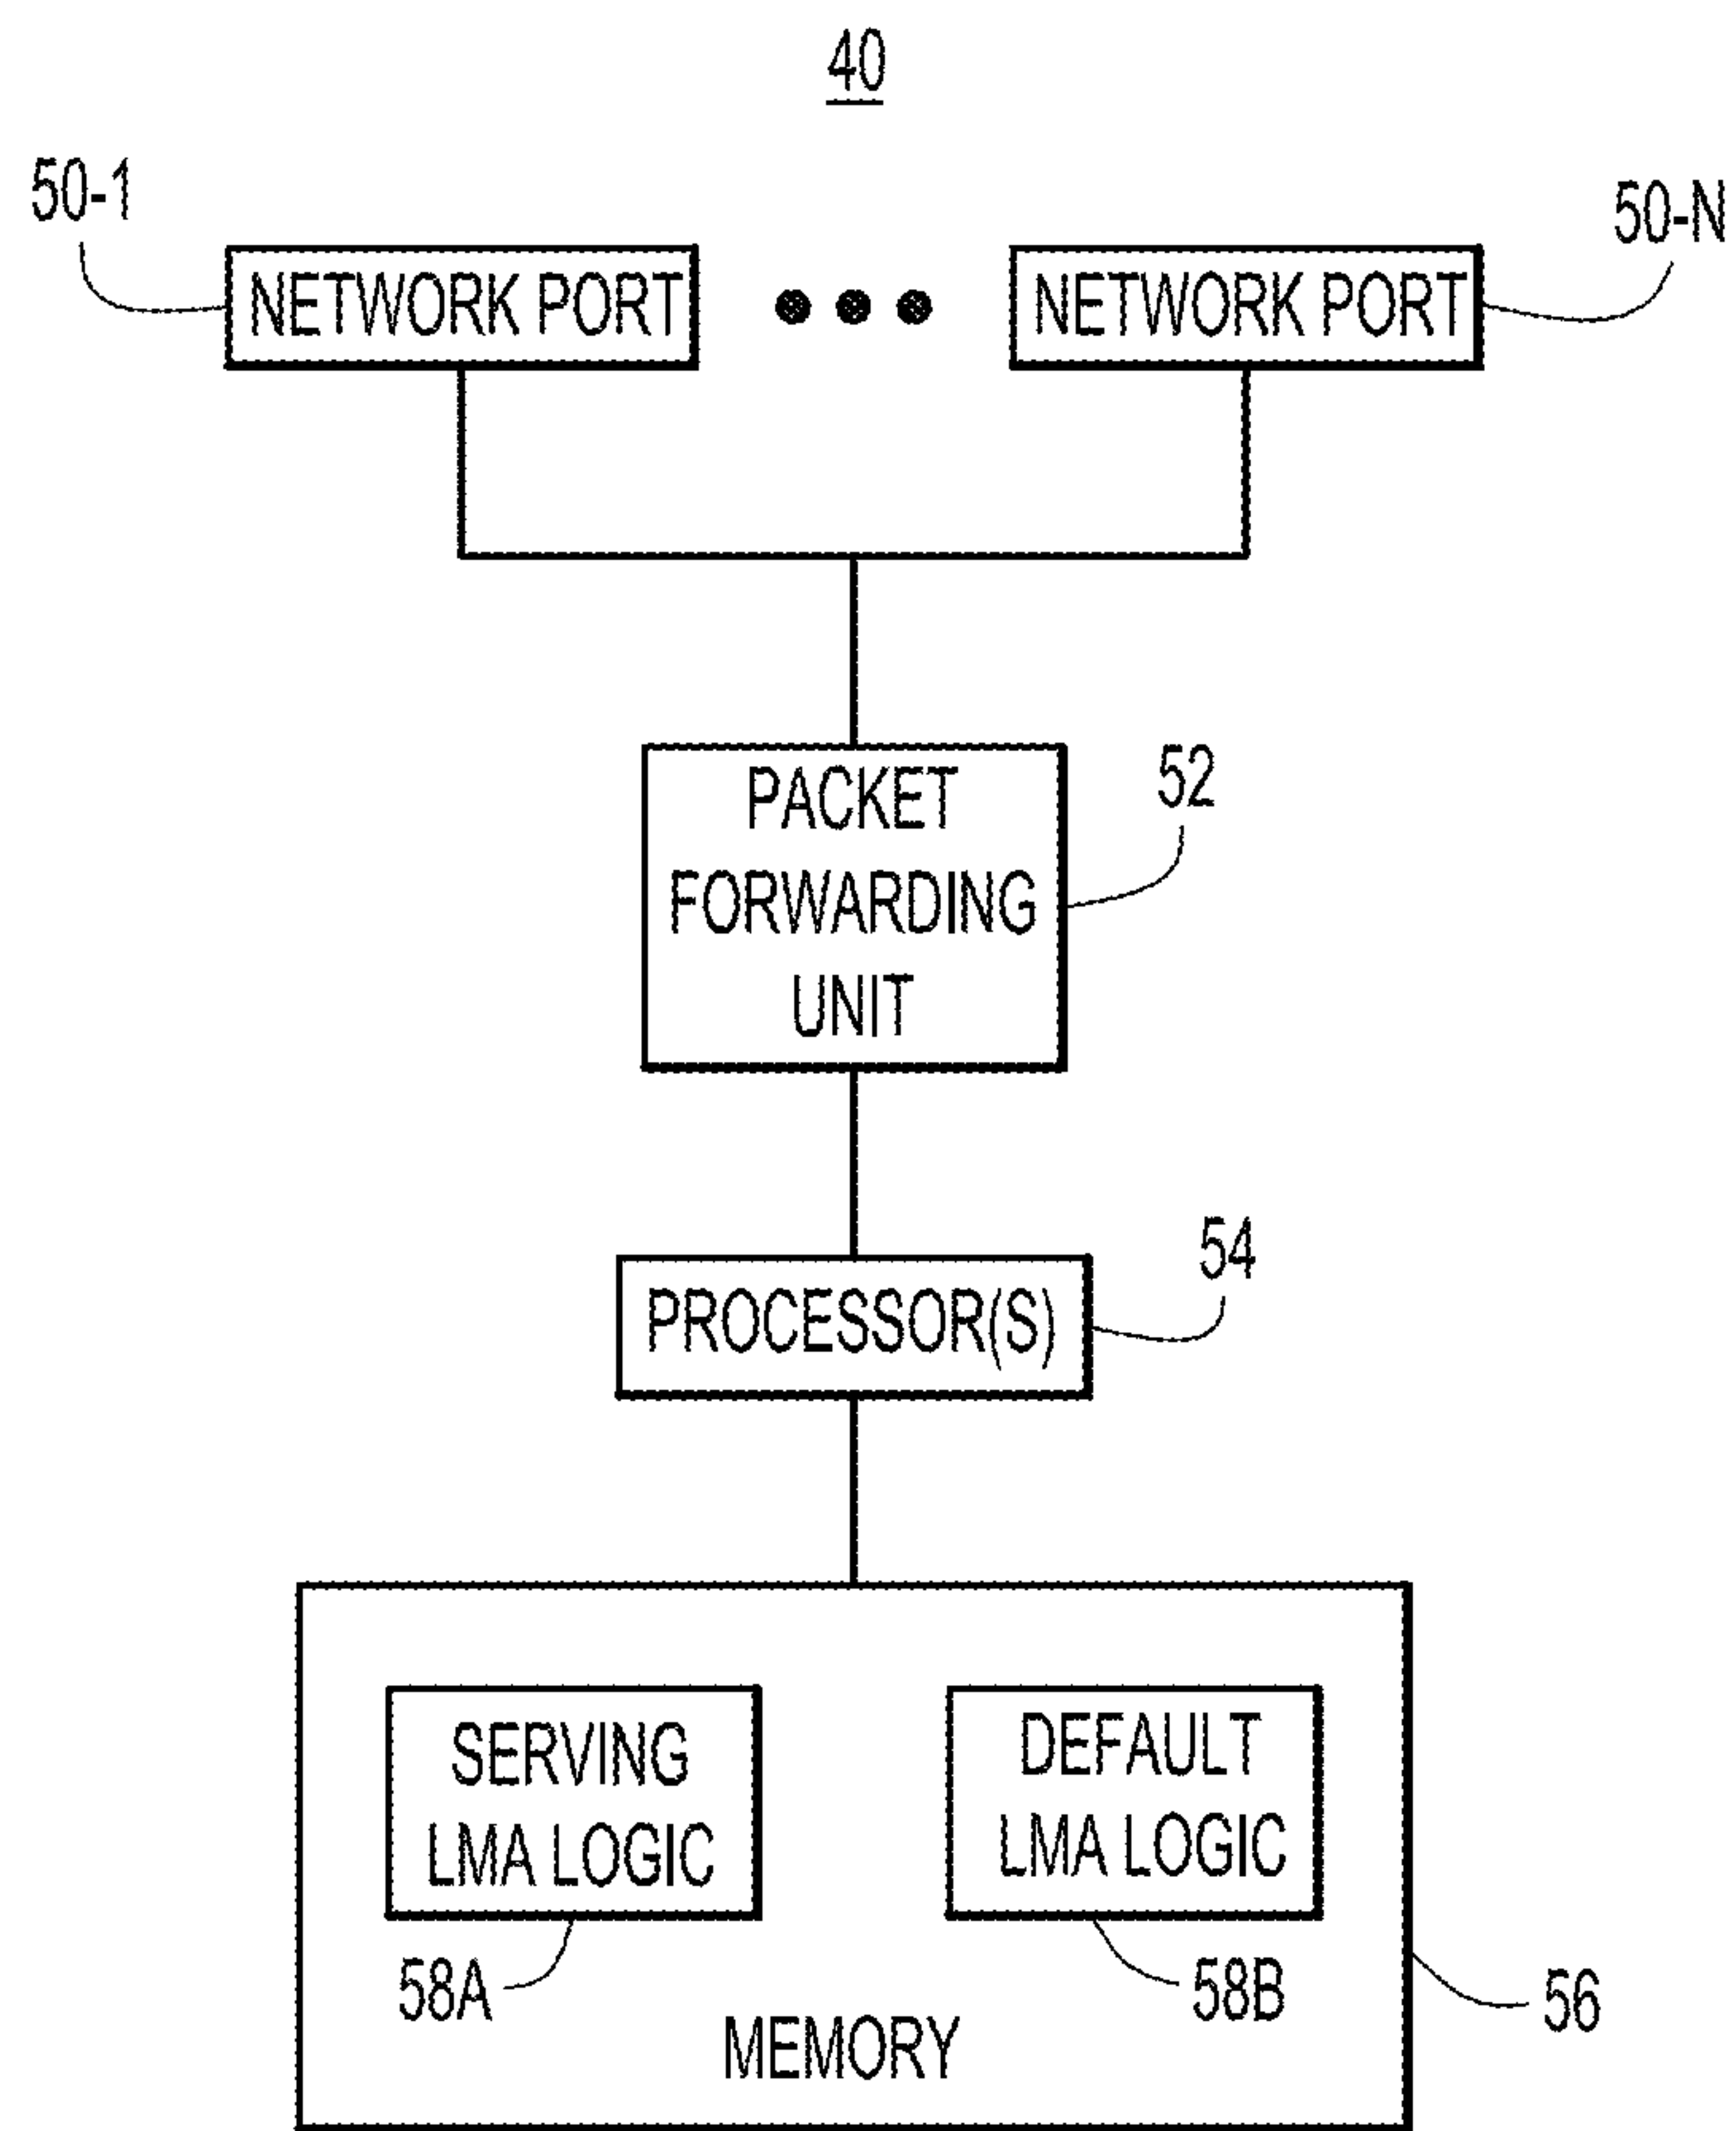 40
50-1
50-N
NETWORK PORT
NETWORK PORT
PACKET
FORWARDING
UNIT
52
54
PROCESSOR(S)
SERVING
LMA LOGIC
DEFAULT
LMA LOGIC
58A
58B
56
MEMORY